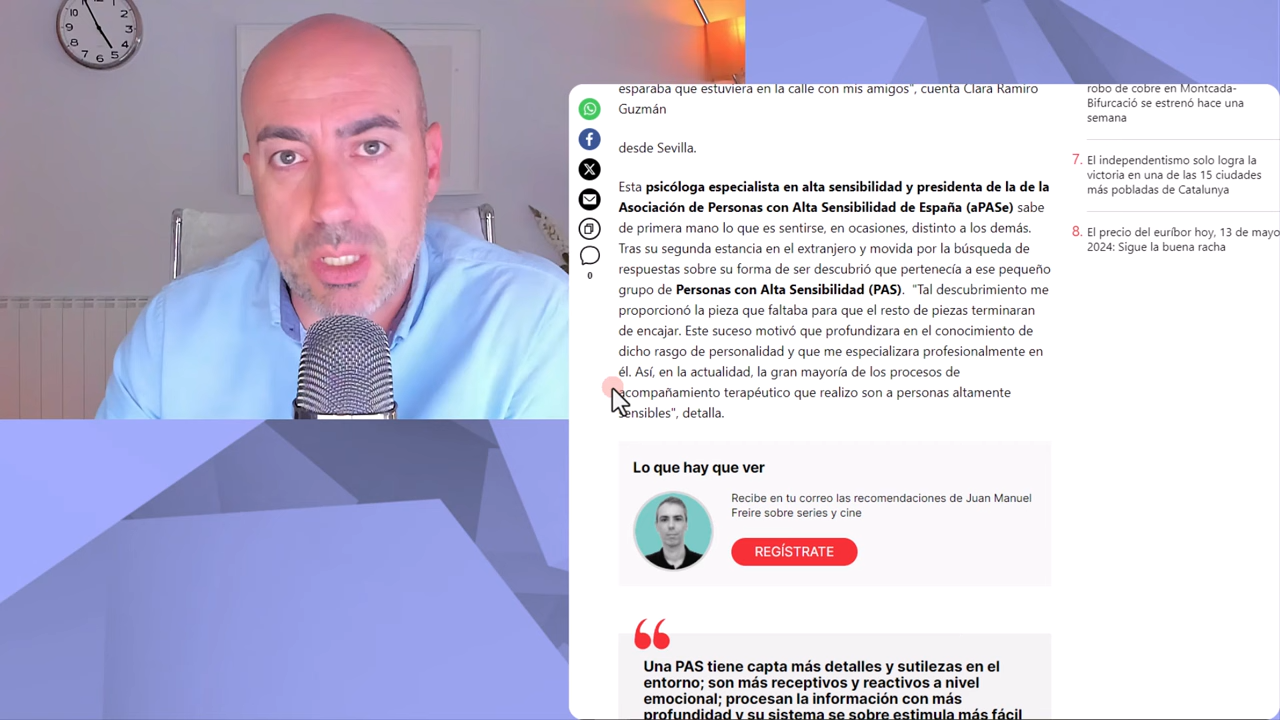 esparaba que estuviera en la calle con mis amigos", cuenta Clara Ramiro
Guzmán
desde Sevilla.
Esta psicóloga especialista en alta sensibilidad y presidenta de la de la
Asociación de Personas con Alta Sensibilidad de España (aPASe) sabe
de primera mano lo que es sentirse, en ocasiones, distinto a los demás.
Tras su segunda estancia en el extranjero y movida por la búsqueda de
respuestas sobre su forma de ser descubrió que pertenecía a ese pequeño
grupo de Personas con Alta Sensibilidad (PAS). "Tal descubrimiento me
proporcionó la pieza que faltaba para que el resto de piezas terminaran
de encajar. Este suceso motivó que profundizara en el conocimiento de
dicho rasgo de personalidad y que me especializara profesionalmente en
él. Así, en la actualidad, la gran mayoría de los procesos de
acompañamiento terapéutico que realizo son a personas altamente
sensibles", detalla.
0
Lo que hay que ver
Recibe en tu correo las recomendaciones de Juan Manuel
Freire sobre series y cine
REGÍSTRATE
Una PAS tiene capta más detalles y sutilezas en el
entorno; son más receptivos y reactivos a nivel
emocional; procesan la información con más
profundidad y su sistema se sobre estimula más fácil
robo de cobre en Montcada-
Bifurcació se estrenó hace una
semana
7. El independentismo solo logra la
victoria en una de las 15 ciudades
más pobladas de Catalunya
8. El precio del euríbor hoy, 13 de mayo
2024: Sigue la buena racha